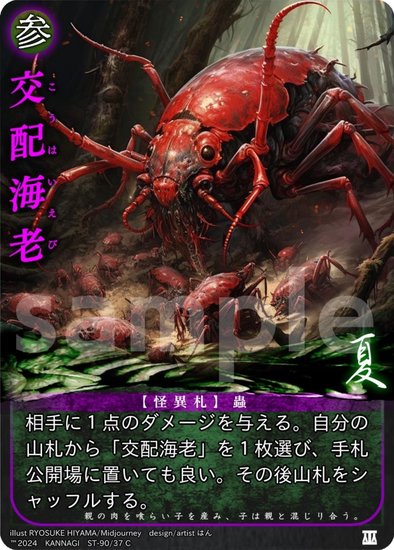 参
交配海老
こうはいえび
sample
夏
【怪異札】 蟲
相手に１点のダメージを与える。自分の
山札から「交配海老」を１枚選び、手札
公開場に置いても良い。その後山札をシ
ャッフルする。
親の肉を喰らい子を産み、子は親と混じり合う。
illust RYOSUKE HIYAMA/Midjourney design/artist はん
™2024 KANNAGI ST-90/37 C